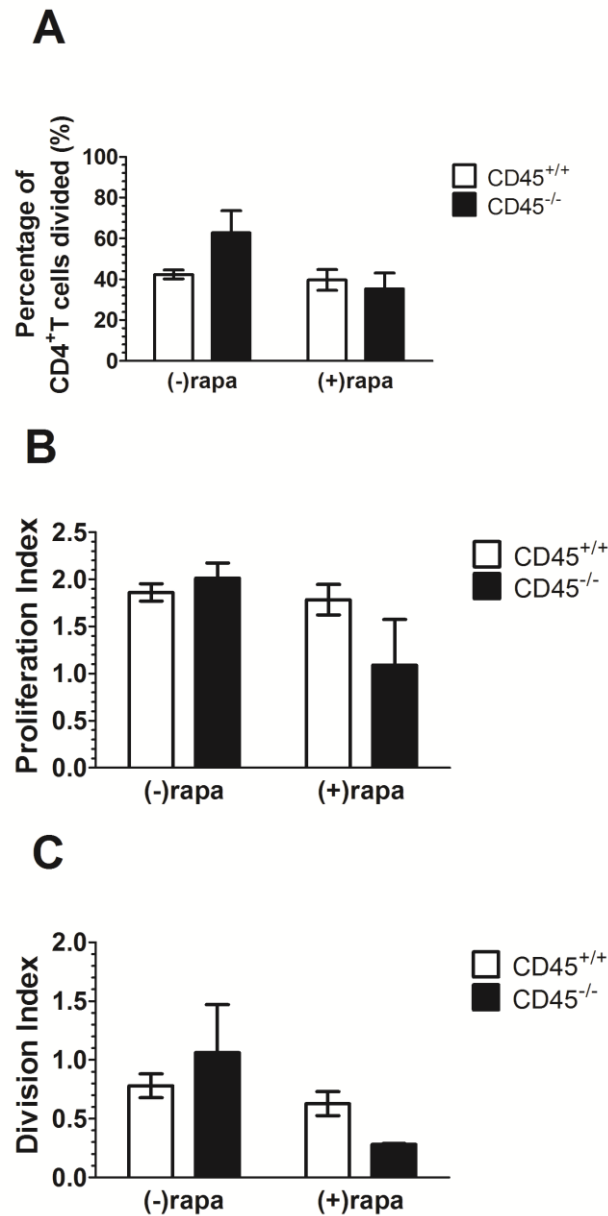 A
Percentage of
CD4⁺T cells divided (%)
100
80
60
40
20
0
(-)rapa (+)rapa
CD45⁺/⁺
CD45⁻/⁻
B
Proliferation Index
2.5
2.0
1.5
1.0
0.5
0.0
(-)rapa (+)rapa
CD45⁺/⁺
CD45⁻/⁻
C
Division Index
2.0
1.5
1.0
0.5
0.0
(-)rapa (+)rapa
CD45⁺/⁺
CD45⁻/⁻